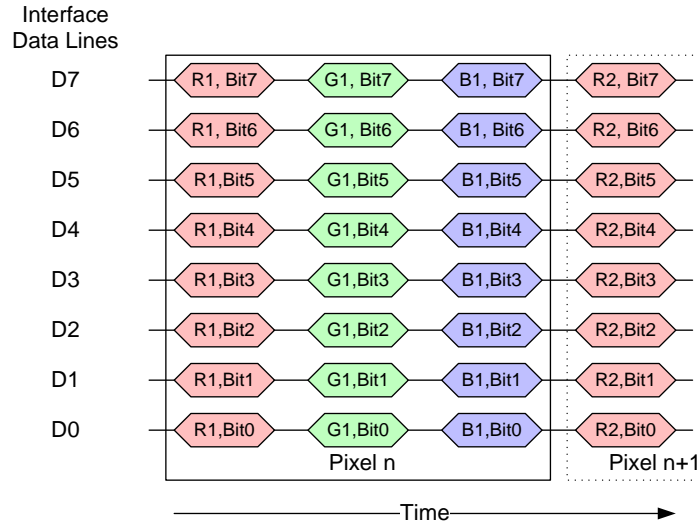 Interface
Data Lines
D7 R1, Bit7 G1, Bit7 B1, Bit7 R2, Bit7
D6 R1, Bit6 G1, Bit6 B1, Bit6 R2, Bit6
D5 R1,Bit5 G1,Bit5 B1,Bit5 R2,Bit5
D4 R1,Bit4 G1,Bit4 B1,Bit4 R2,Bit4
D3 R1,Bit3 G1,Bit3 B1,Bit3 R2,Bit3
D2 R1,Bit2 G1,Bit2 B1,Bit2 R2,Bit2
D1 R1,Bit1 G1,Bit1 B1,Bit1 R2,Bit1
D0 R1,Bit0 G1,Bit0 B1,Bit0 R2,Bit0
Pixel n Pixel n+1
Time